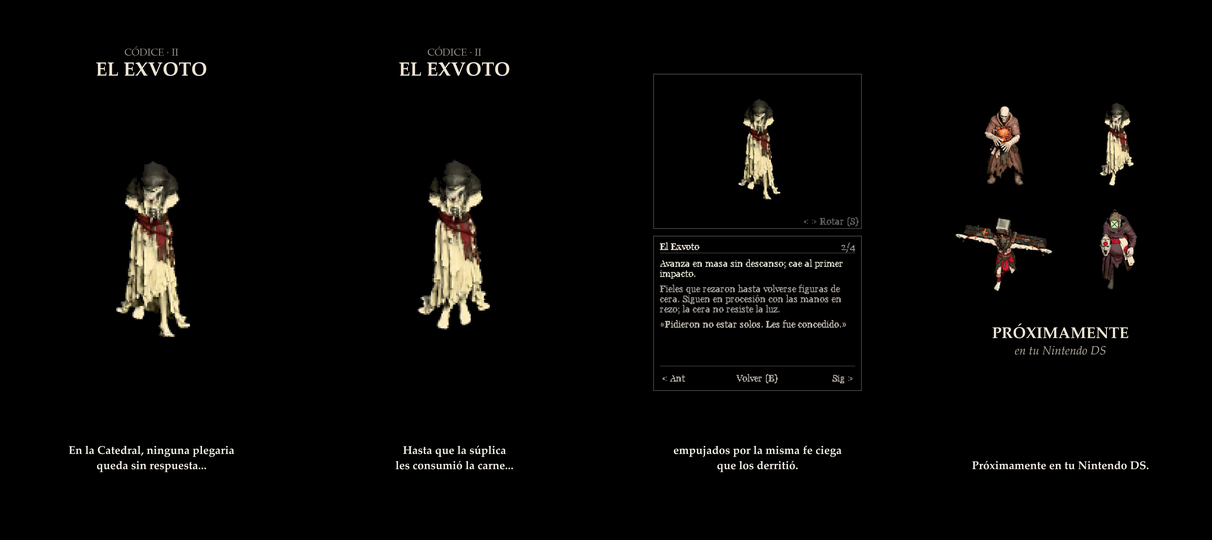 CÓDICE · II
EL EXVOTO
En la Catedral, ninguna plegaria
queda sin respuesta...
CÓDICE · II
EL EXVOTO
Hasta que la súplica
les consumió la carne...
< > Rotar (S)
El Exvoto 2/4
Avanza en masa sin descanso; cae al primer
impacto.
Fieles que rezaron hasta volverse figuras de
cera. Siguen en procesión con las manos en
rezo; la cera no resiste la luz.
«Pidieron no estar solos. Les fue concedido.»
< Ant Volver (B) Sig >
empujados por la misma fe ciega
que los derritió.
PRÓXIMAMENTE
en tu Nintendo DS
Próximamente en tu Nintendo DS.